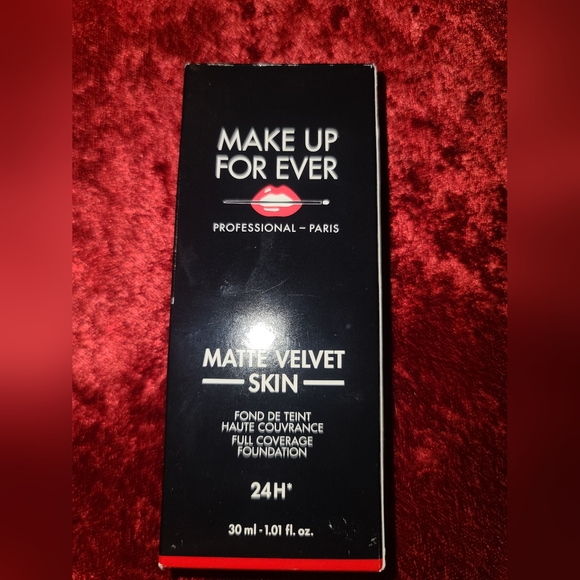 MAKE UP
FOR EVER
PROFESSIONAL – PARIS
MATTE VELVET
SKIN
FOND DE TEINT
HAUTE COUVRANCE
FULL COVERAGE
FOUNDATION
24H*
30 ml - 1.01 fl. oz.